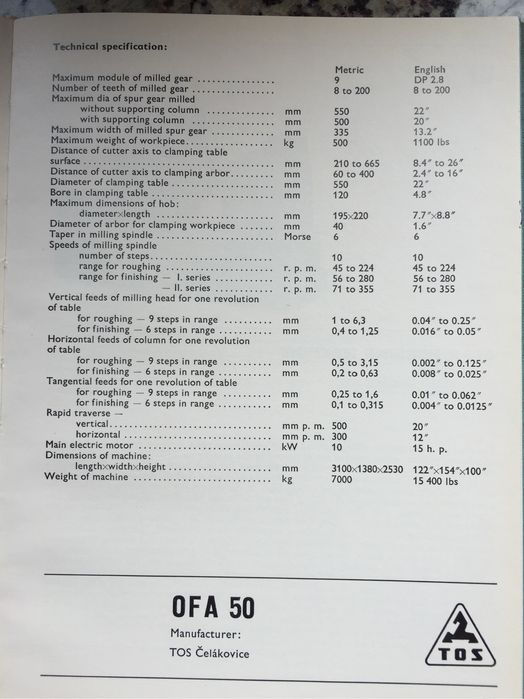 Technical specification:
Metric English
Maximum module of milled gear ............... 9 DP 2.8
Number of teeth of milled gear ............... 8 to 200 8 to 200
Maximum dia of spur gear milled
without supporting column ............. mm 550 22″
with supporting column ............... mm 500 20″
Maximum width of milled spur gear ............ mm 335 13.2″
Maximum weight of workpiece................ kg 500 1100 lbs
Distance of cutter axis to clamping table
surface .................................. mm 210 to 665 8.4″ to 26″
Distance of cutter axis to clamping arbor........ mm 60 to 400 2.4″ to 16″
Diameter of clamping table ................... mm 550 22″
Bore in clamping table ....................... mm 120 4.8″
Maximum dimensions of hob:
diameter×length ..................... mm 195×220 7.7″×8.8″
Diameter of arbor for clamping workpiece ....... mm 40 1.6″
Taper in milling spindle ....................... Morse 6 6
Speeds of milling spindle
number of steps....................... 10 10
range for roughing .................... r. p. m. 45 to 224 45 to 224
range for finishing — I. series ........... r. p. m. 56 to 280 56 to 280
— II. series ........... r. p. m. 71 to 355 71 to 355
Vertical feeds of milling head for one revolution
of table
for roughing — 9 steps in range .......... mm 1 to 6,3 0.04″ to 0.25″
for finishing — 6 steps in range .......... mm 0,4 to 1,25 0.016″ to 0.05″
Horizontal feeds of column for one revolution
of table
for roughing — 9 steps in range .......... mm 0,5 to 3,15 0.002″ to 0.125″
for finishing — 6 steps in range .......... mm 0,2 to 0,63 0.008″ to 0.025″
Tangential feeds for one revolution of table
for roughing — 9 steps in range .......... mm 0,25 to 1,6 0.01″ to 0.062″
for finishing — 6 steps in range .......... mm 0,1 to 0,315 0.004″ to 0.0125″
Rapid traverse —
vertical.............................. mm p. m. 500 20″
horizontal ........................... mm p. m. 300 12″
Main electric motor .......................... kW 10 15 h. p.
Dimensions of machine:
length×width×height ................... mm 3100×1380×2530 122″×154″×100″
Weight of machine ........................... kg 7000 15 400 lbs
OFA 50
Manufacturer:
TOS Čelákovice
TOS